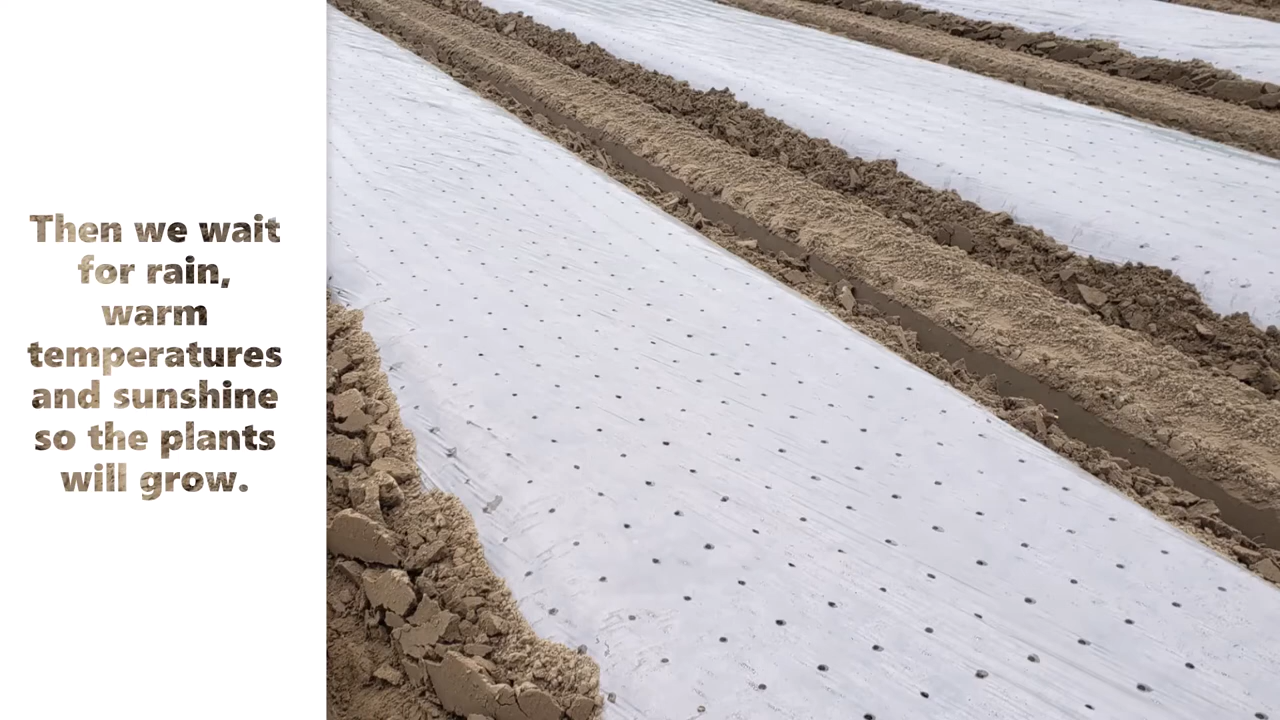 Then we wait
for rain,
warm
temperatures
and sunshine
so the plants
will grow.